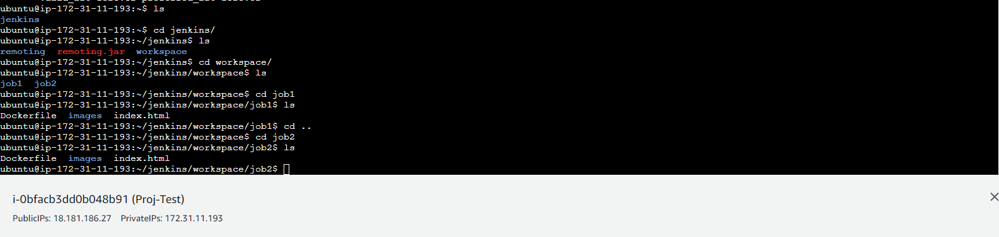 ubuntu@ip-172-31-11-193:~$ ls
jenkins
ubuntu@ip-172-31-11-193:~$ cd jenkins/
ubuntu@ip-172-31-11-193:~/jenkins$ ls
remoting  remoting.jar  workspace
ubuntu@ip-172-31-11-193:~/jenkins$ cd workspace/
ubuntu@ip-172-31-11-193:~/jenkins/workspace$ ls
job1  job2
ubuntu@ip-172-31-11-193:~/jenkins/workspace$ cd job1
ubuntu@ip-172-31-11-193:~/jenkins/workspace/job1$ ls
Dockerfile  images  index.html
ubuntu@ip-172-31-11-193:~/jenkins/workspace/job1$ cd ..
ubuntu@ip-172-31-11-193:~/jenkins/workspace$ cd job2
ubuntu@ip-172-31-11-193:~/jenkins/workspace/job2$ ls
Dockerfile  images  index.html
ubuntu@ip-172-31-11-193:~/jenkins/workspace/job2$
i-0bfacb3dd0b048b91 (Proj-Test)
PublicIPs: 18.181.186.27    PrivateIPs: 172.31.11.193